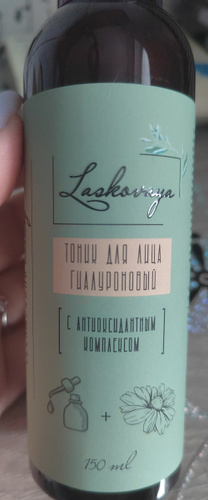 Laskovaya
ТОНИК ДЛЯ ЛИЦА
ГИАЛУРОНОВЫЙ
С АНТИОКСИДАНТНЫМ
КОМПЛЕКСОМ
+
150 ml